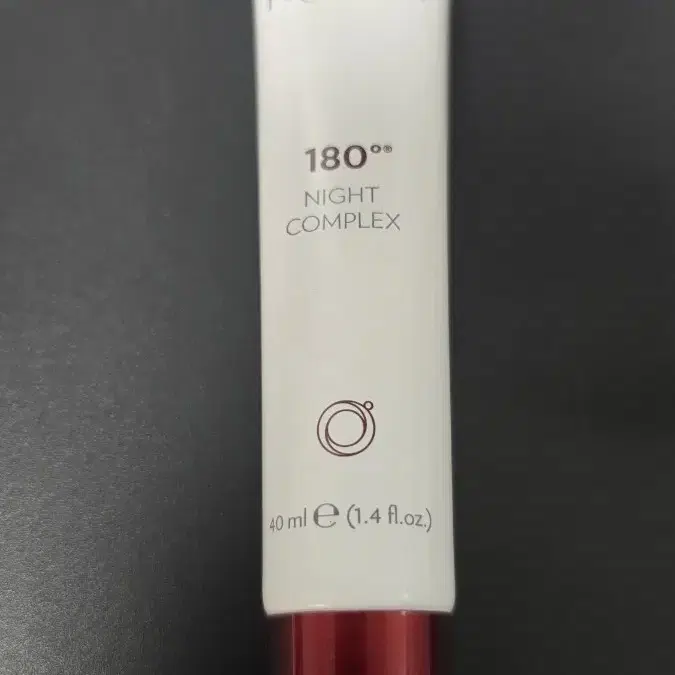 180°®
NIGHT
COMPLEX
40 ml ℮ (1.4 fl.oz.)